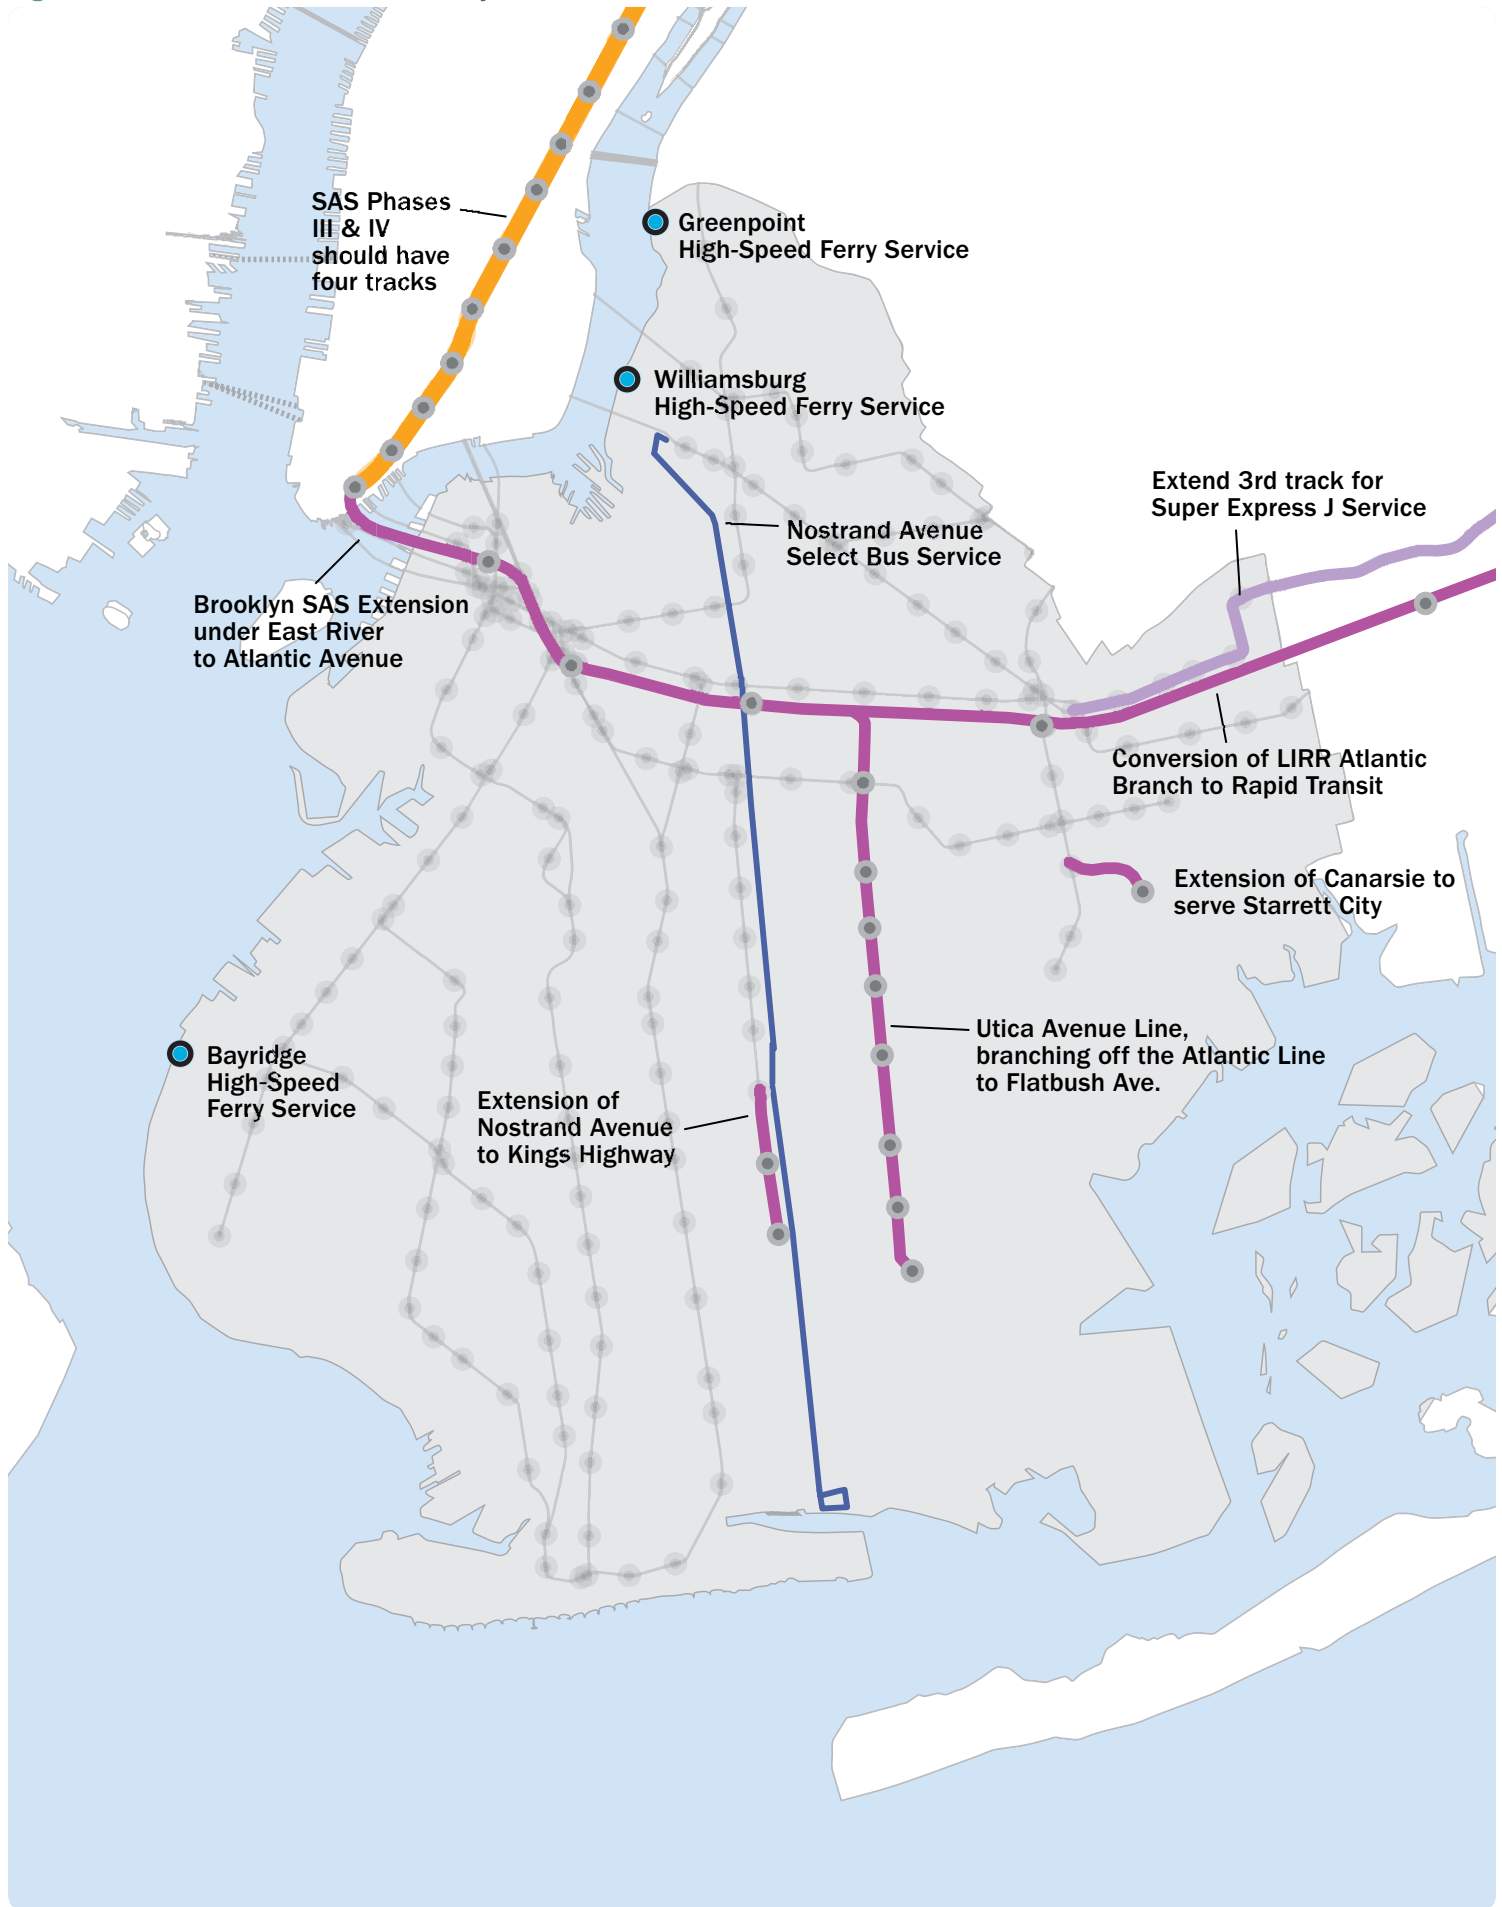 SAS Phases
III & IV
should have
four tracks
Greenpoint
High-Speed Ferry Service
Williamsburg
High-Speed Ferry Service
Extend 3rd track for
Super Express J Service
Nostrand Avenue
Select Bus Service
Brooklyn SAS Extension
under East River
to Atlantic Avenue
Conversion of LIRR Atlantic
Branch to Rapid Transit
Extension of Canarsie to
serve Starrett City
Utica Avenue Line,
branching off the Atlantic Line
to Flatbush Ave.
Bayridge
High-Speed
Ferry Service
Extension of
Nostrand Avenue
to Kings Highway